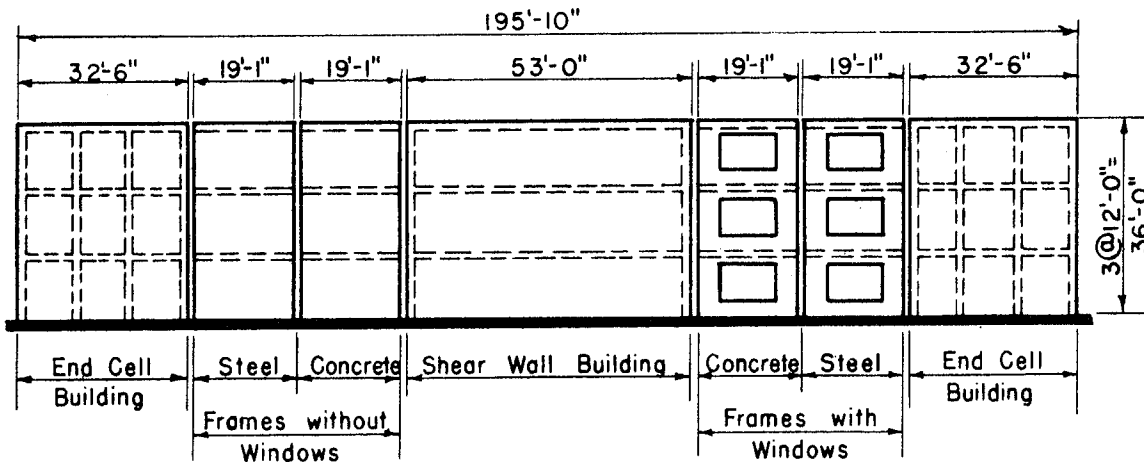 195'-10"
32'-6" 19'-1" 19'-1" 53'-0" 19'-1" 19'-1" 32'-6"
3@12'-0"=
36'-0"
End Cell Steel Concrete Shear Wall Building Concrete Steel End Cell
Building Building
Frames without Frames with
Windows Windows